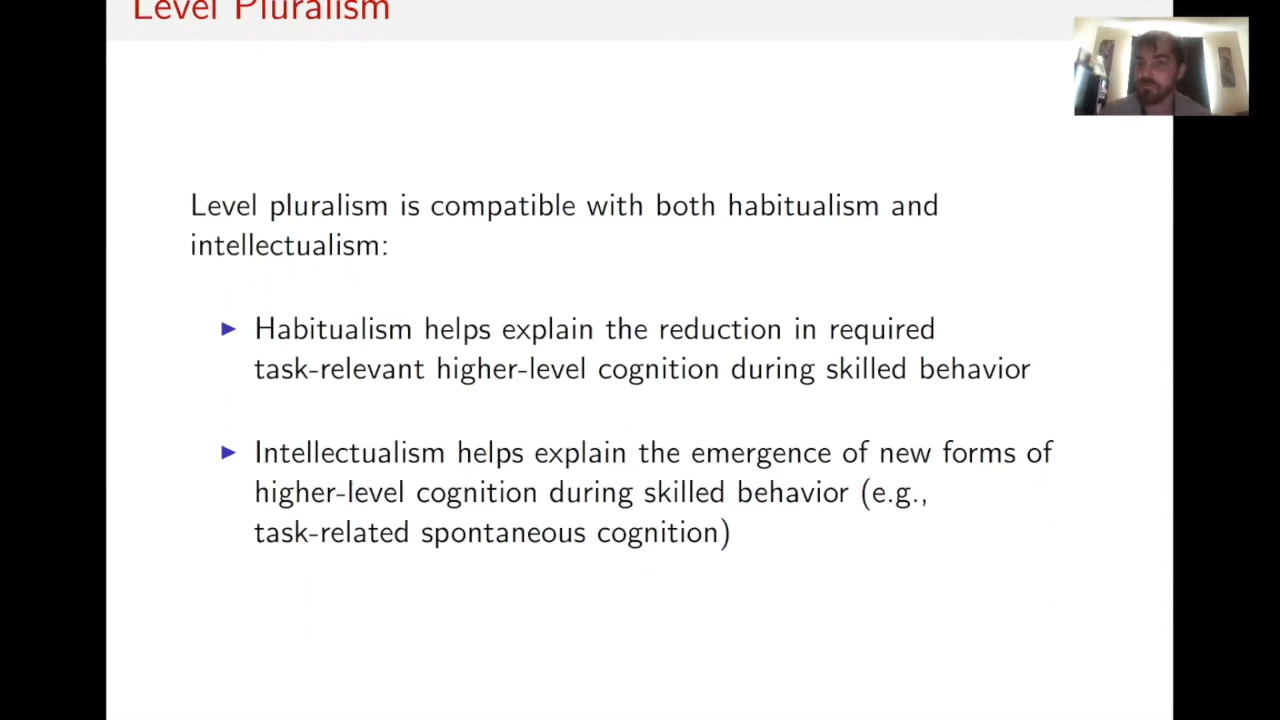 Level Pluralism
Level pluralism is compatible with both habitualism and
intellectualism:
Habitualism helps explain the reduction in required
task-relevant higher-level cognition during skilled behavior
Intellectualism helps explain the emergence of new forms of
higher-level cognition during skilled behavior (e.g.,
task-related spontaneous cognition)